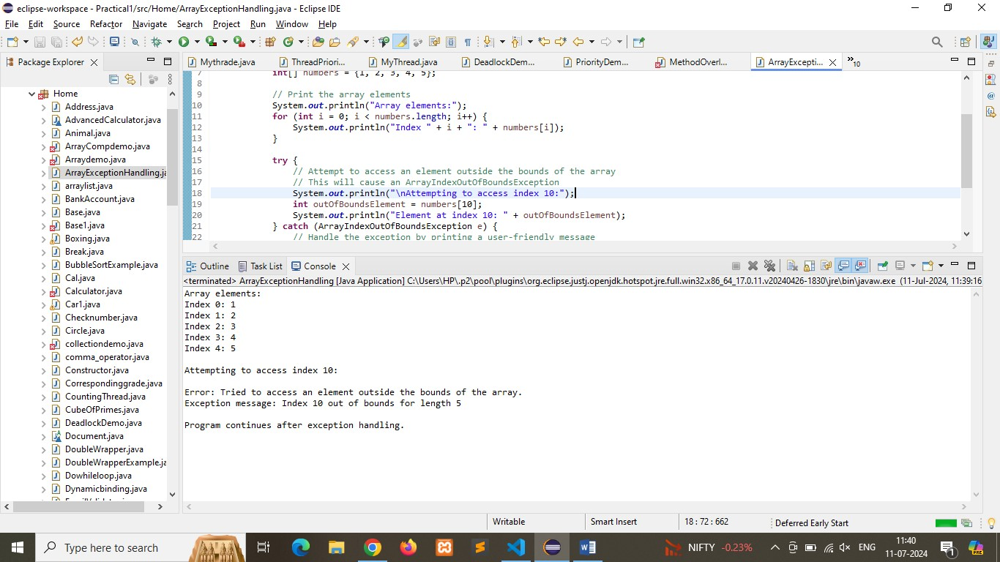 eclipse-workspace - Practical1/src/Home/ArrayExceptionHandling.java - Eclipse IDE
File Edit Source Refactor Navigate Search Project Run Window Help
Package Explorer
Home
Address.java
AdvancedCalculator.java
Animal.java
ArrayCompdemo.java
Arraydemo.java
ArrayExceptionHandling.ja
arraylist.java
BankAccount.java
Base.java
Base1.java
Boxing.java
Break.java
BubbleSortExample.java
Cal.java
Calculator.java
Car1.java
Checknumber.java
Circle.java
collectiondemo.java
comma_operator.java
Constructor.java
Correspondinggrade.java
CountingThread.java
CubeOfPrimes.java
DeadlockDemo.java
Document.java
DoubleWrapper.java
DoubleWrapperExample.ja
Dowhileloop.java
Dynamicbinding.java
Mythrade.java ThreadPriori... MyThread.java DeadlockDem... PriorityDem... MethodOverl... ArrayExcepti... »10
7 int[] numbers = {1, 2, 3, 4, 5};
8
9 // Print the array elements
10 System.out.println("Array elements:");
11 for (int i = 0; i < numbers.length; i++) {
12 System.out.println("Index " + i + ": " + numbers[i]);
13 }
14
15 try {
16 // Attempt to access an element outside the bounds of the array
17 // This will cause an ArrayIndexOutOfBoundsException
18 System.out.println("\nAttempting to access index 10:");
19 int outOfBoundsElement = numbers[10];
20 System.out.println("Element at index 10: " + outOfBoundsElement);
21 } catch (ArrayIndexOutOfBoundsException e) {
22 // Handle the exception by printing a user-friendly message
Outline Task List Console
<terminated> ArrayExceptionHandling [Java Application] C:\Users\HP\.p2\pool\plugins\org.eclipse.justj.openjdk.hotspot.jre.full.win32.x86_64_17.0.11.v20240426-1830\jre\bin\javaw.exe (11-Jul-2024, 11:39:16
Array elements:
Index 0: 1
Index 1: 2
Index 2: 3
Index 3: 4
Index 4: 5
Attempting to access index 10:
Error: Tried to access an element outside the bounds of the array.
Exception message: Index 10 out of bounds for length 5
Program continues after exception handling.
Writable Smart Insert 18 : 72 : 662 Deferred Early Start
Type here to search NIFTY -0.23% ENG 11:40
11-07-2024 1 PRE